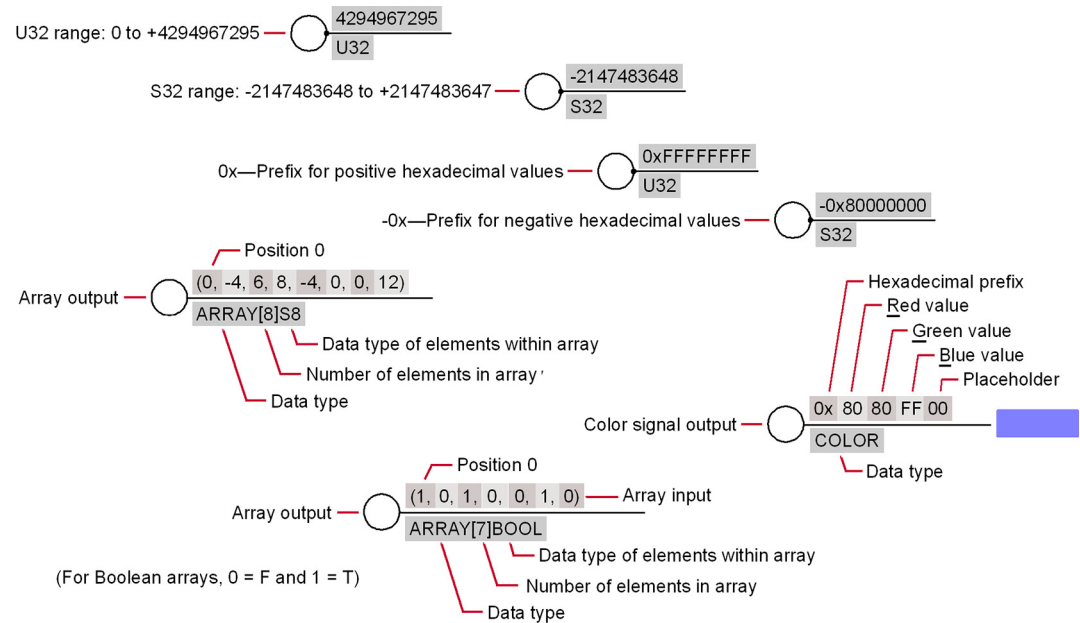 4294967295
U32 range: 0 to +4294967295
U32
-2147483648
S32 range: -2147483648 to +2147483647
S32
0xFFFFFFFF
0x—Prefix for positive hexadecimal values
U32
-0x80000000
-0x—Prefix for negative hexadecimal values
S32
Position 0
(0, -4, 6, 8, -4, 0, 0, 12)
Array output
ARRAY[8]S8
Data type of elements within array
Number of elements in array
Data type
Hexadecimal prefix
Red value
Green value
Blue value
Placeholder
0x 80 80 FF 00
Color signal output
COLOR
Data type
Position 0
(1, 0, 1, 0, 0, 1, 0)
Array input
Array output
ARRAY[7]BOOL
Data type of elements within array
Number of elements in array
Data type
(For Boolean arrays, 0 = F and 1 = T)